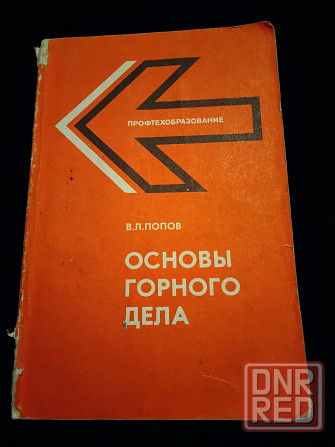 ПРОФТЕХОБРАЗОВАНИЕ
В.Л.ПОПОВ
ОСНОВЫ
ГОРНОГО
ДЕЛА
DNR
RED